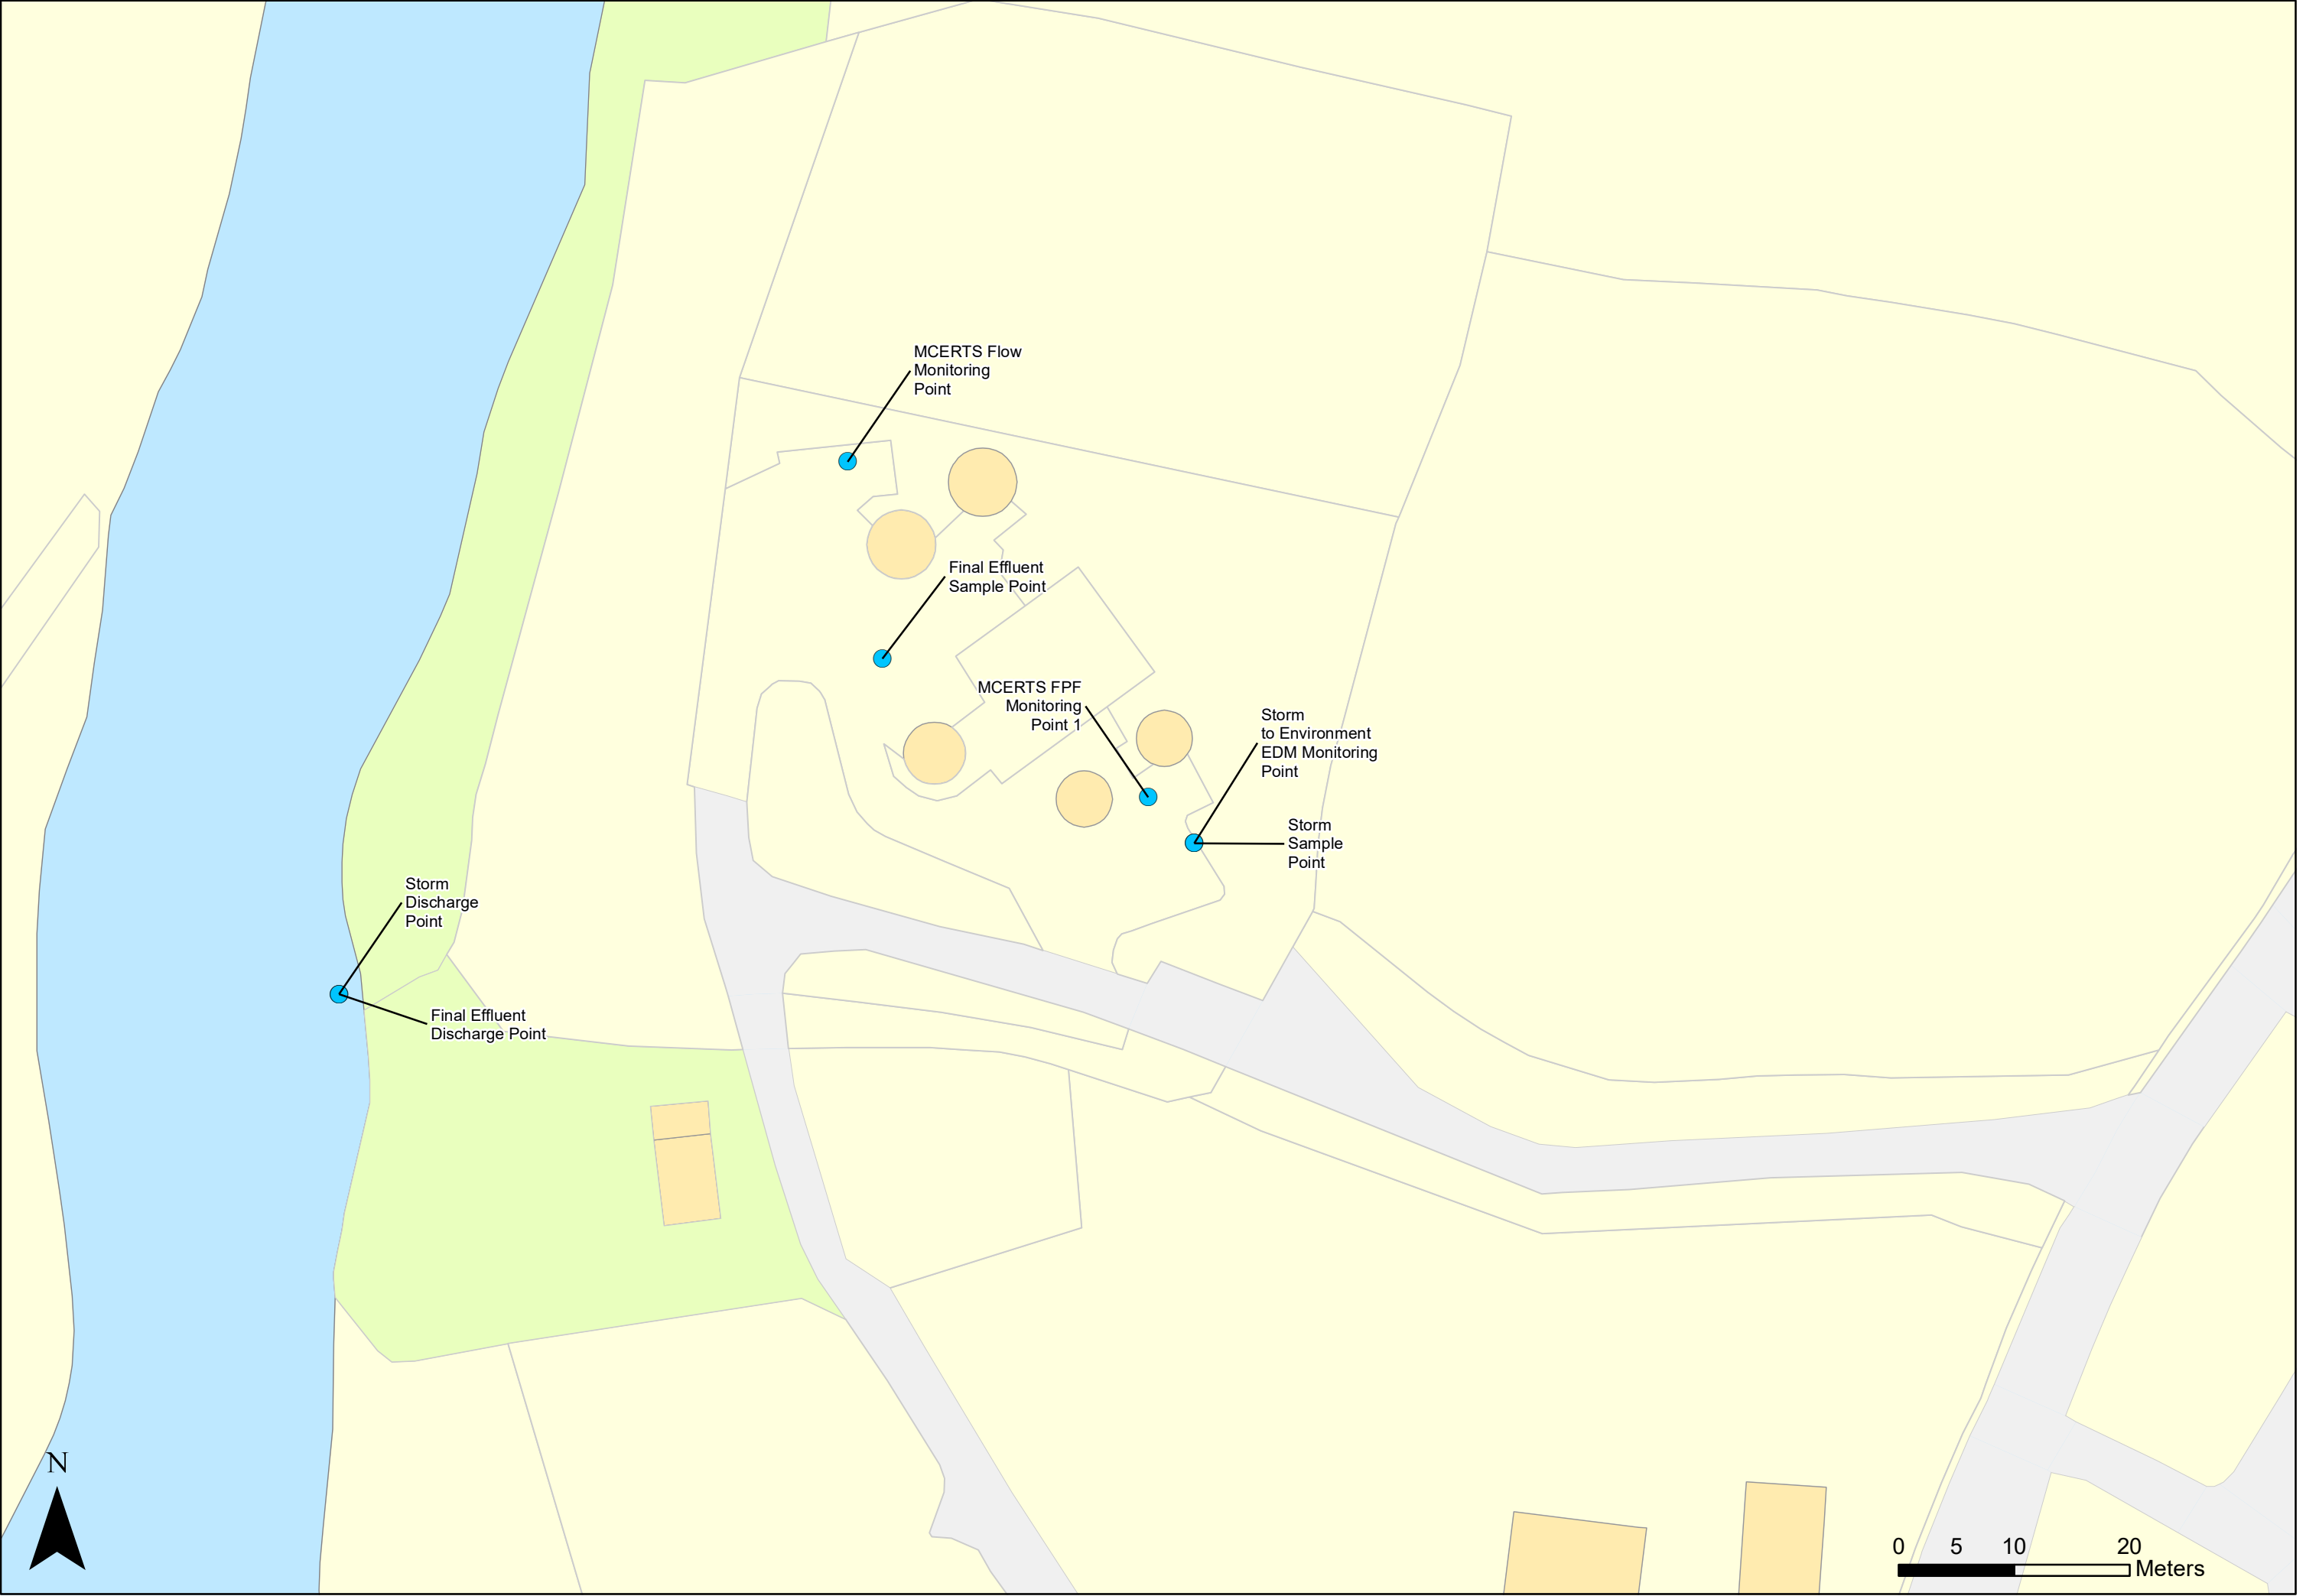 MCERTS Flow
Monitoring
Point
Final Effluent
Sample Point
MCERTS FPF
Monitoring
Point 1
Storm
to Environment
EDM Monitoring
Point
Storm
Sample
Point
Storm
Discharge
Point
Final Effluent
Discharge Point
N
0 5 10 20
Meters